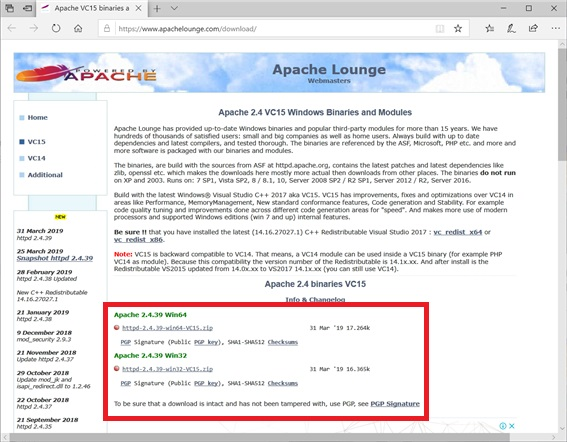 Apache VC15 binaries a
https://www.apachelounge.com/download/
POWERED BY
APACHE
Apache Lounge
Webmasters
Home
VC15
VC14
Additional
NEW
31 March 2019
httpd 2.4.39
25 March 2019
Snapshot httpd 2.4.39
28 February 2019
httpd 2.4.38 Updated
New C++ Redistributable
14.16.27027.1
21 January 2019
httpd 2.4.38
9 December 2018
mod_security 2.9.3
21 November 2018
Update httpd 2.4.37
29 October 2018
Update mod_jk and
isapi_redirect.dll to 1.2.46
22 October 2018
httpd 2.4.37
21 September 2018
httpd 2.4.35
Apache 2.4 VC15 Windows Binaries and Modules
Apache Lounge has provided up-to-date Windows binaries and popular third-party modules for more than 15 years. We have
hundreds of thousands of satisfied users: small and big companies as well as home users. Always build with up to date
dependencies and latest compilers, and tested thorough. The binaries are referenced by the ASF, Microsoft, PHP etc. and more and
more software is packaged with our binaries and modules.
The binaries, are build with the sources from ASF at httpd.apache.org, contains the latest patches and latest dependencies like
zlib, openssl etc. which makes the downloads here mostly more actual then downloads from other places. The binaries do not run
on XP and 2003. Runs on: 7 SP1, Vista SP2, 8 / 8.1, 10, Server 2008 SP2 / R2 SP1, Server 2012 / R2, Server 2016.
Build with the latest Windows® Visual Studio C++ 2017 aka VC15. VC15 has improvements, fixes and optimizations over VC14 in
areas like Performance, MemoryManagement, New standard conformance features, Code generation and Stability. For example
code quality tuning and improvements done across different code generation areas for "speed". And makes more use of modern
processors and supported Windows editions (win 7 and up) internal features.
Be sure !! that you have installed the latest (14.16.27027.1) C++ Redistributable Visual Studio 2017 : vc_redist_x64 or
vc_redist_x86.
Note: VC15 is backward compatible to VC14. That means, a VC14 module can be used inside a VC15 binary (for example PHP
VC14 as module). Because this compatibility the version number of the Redistributable is 14.1x.xx. And after install is the
Redistributable VS2015 updated from 14.0x.xx to VS2017 14.1x.xx (you can still use VC14).
Apache 2.4 binaries VC15
Info & Changelog
Apache 2.4.39 Win64
httpd-2.4.39-win64-VC15.zip 31 Mar '19 17.264k
PGP Signature (Public PGP key), SHA1-SHA512 Checksums
Apache 2.4.39 Win32
httpd-2.4.39-win32-VC15.zip 31 Mar '19 16.365k
PGP Signature (Public PGP key), SHA1-SHA512 Checksums
To be sure that a download is intact and has not been tampered with, use PGP, see PGP Signature